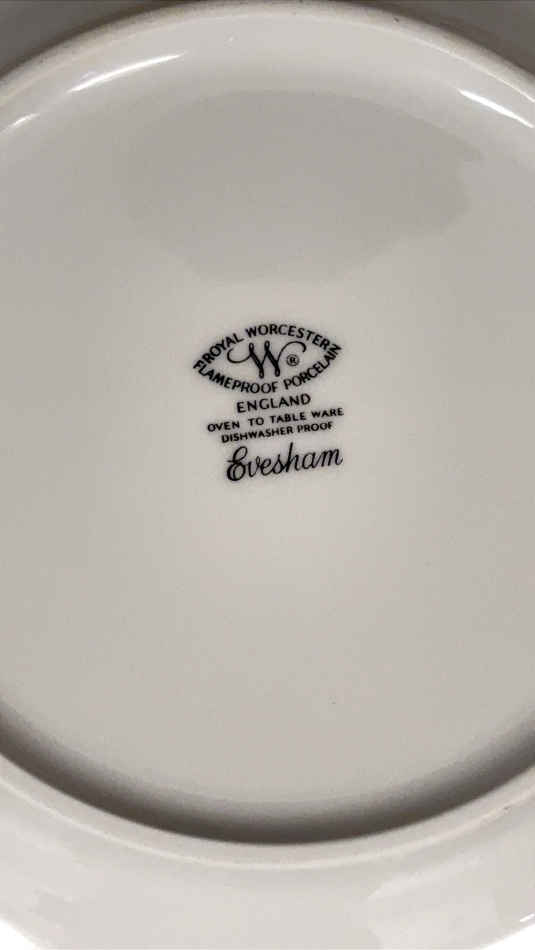 ROYAL WORCESTER
W ®
FLAMEPROOF PORCELAIN
ENGLAND
OVEN TO TABLE WARE
DISHWASHER PROOF
Evesham